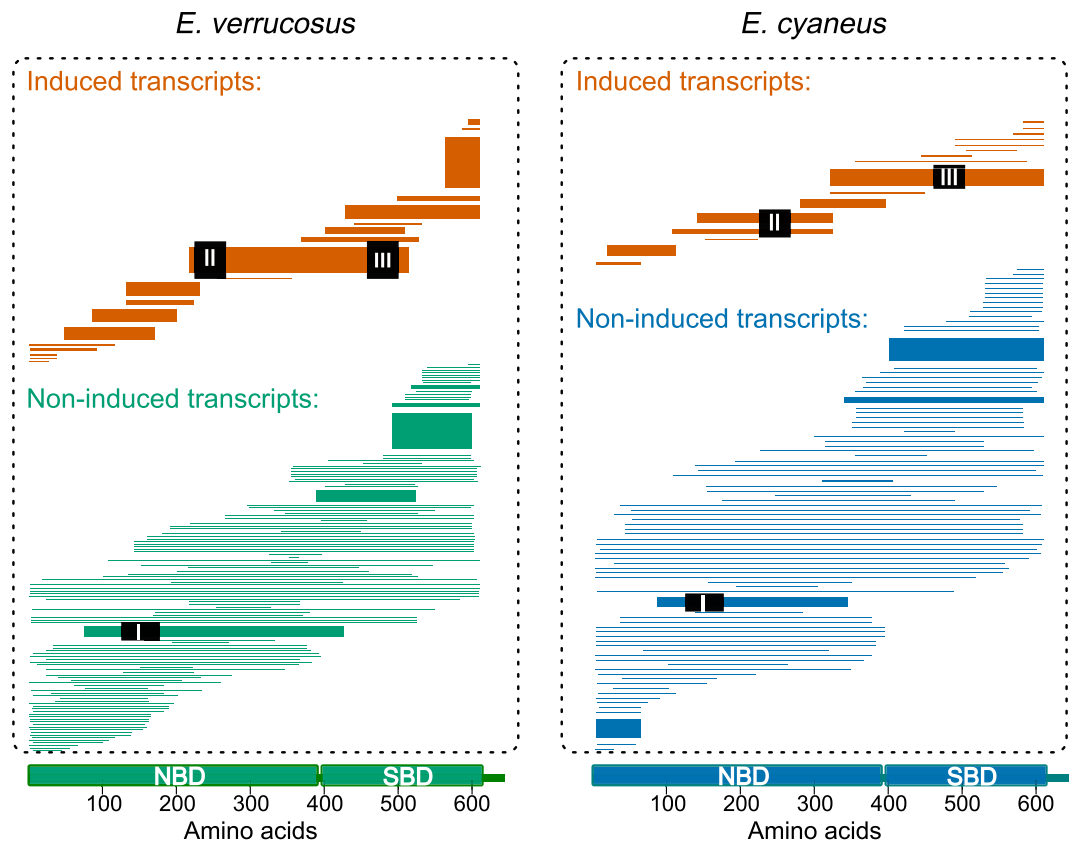 E. verrucosus
Induced transcripts:
II
III
Non-induced transcripts:
I
NBD SBD
100 200 300 400 500 600
Amino acids
E. cyaneus
Induced transcripts:
III
II
Non-induced transcripts:
I
NBD SBD
100 200 300 400 500 600
Amino acids